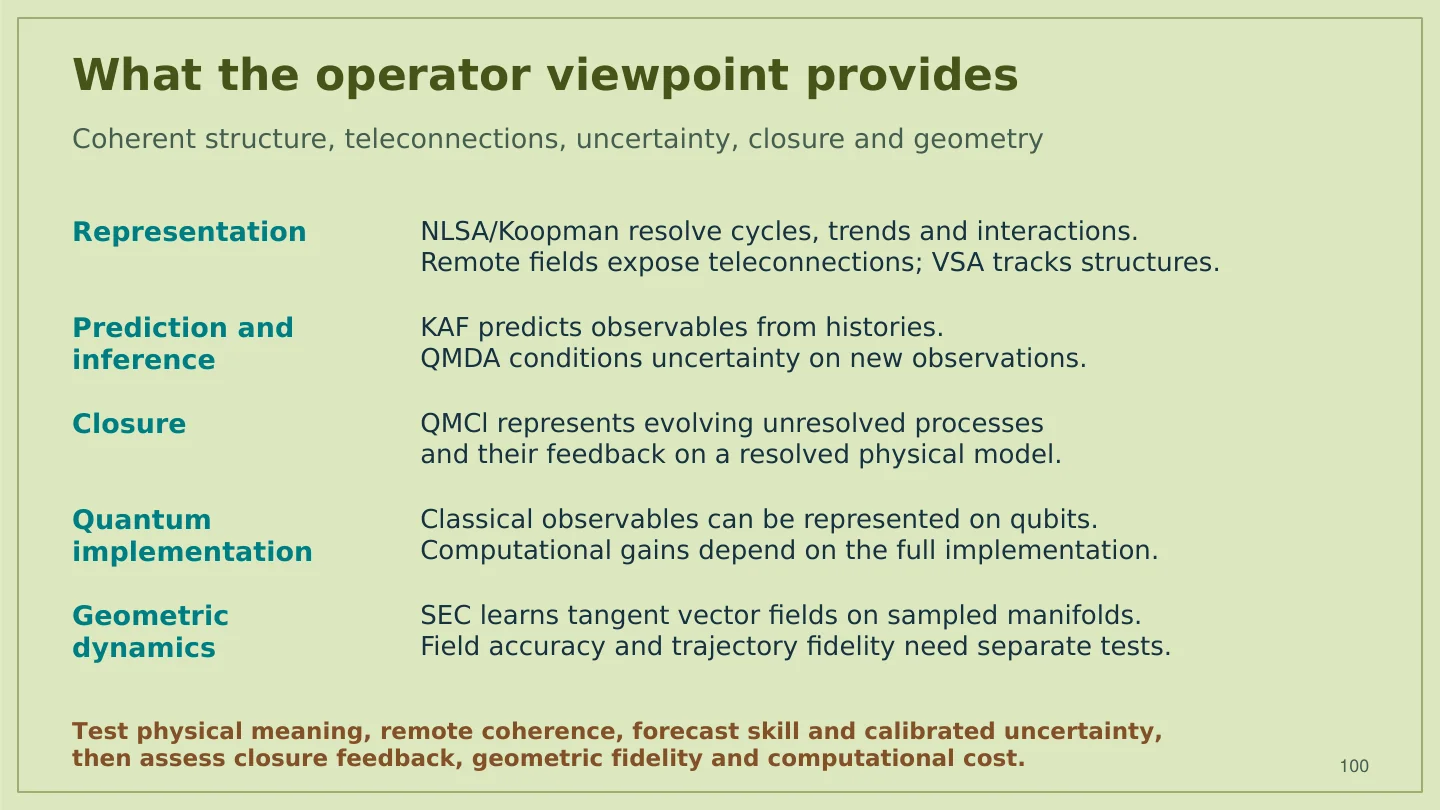 What the operator viewpoint provides
Coherent structure, teleconnections, uncertainty, closure and geometry
Representation
NLSA/Koopman resolve cycles, trends and interactions.
Remote fields expose teleconnections; VSA tracks structures.
Prediction and
inference
KAF predicts observables from histories.
QMDA conditions uncertainty on new observations.
Closure
QMCl represents evolving unresolved processes
and their feedback on a resolved physical model.
Quantum
implementation
Classical observables can be represented on qubits.
Computational gains depend on the full implementation.
Geometric
dynamics
SEC learns tangent vector fields on sampled manifolds.
Field accuracy and trajectory fidelity need separate tests.
Test physical meaning, remote coherence, forecast skill and calibrated uncertainty,
then assess closure feedback, geometric fidelity and computational cost.
100